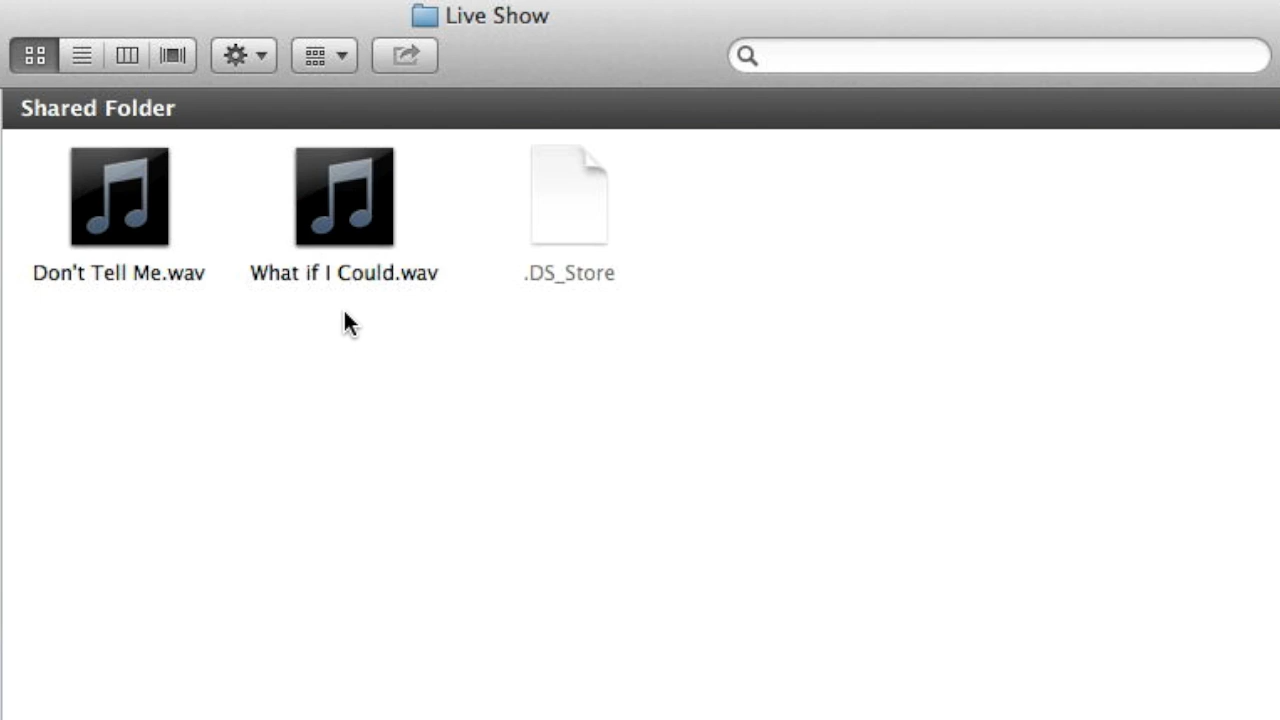 Live Show
Shared Folder
Don't Tell Me.wav
What if I Could.wav
.DS_Store